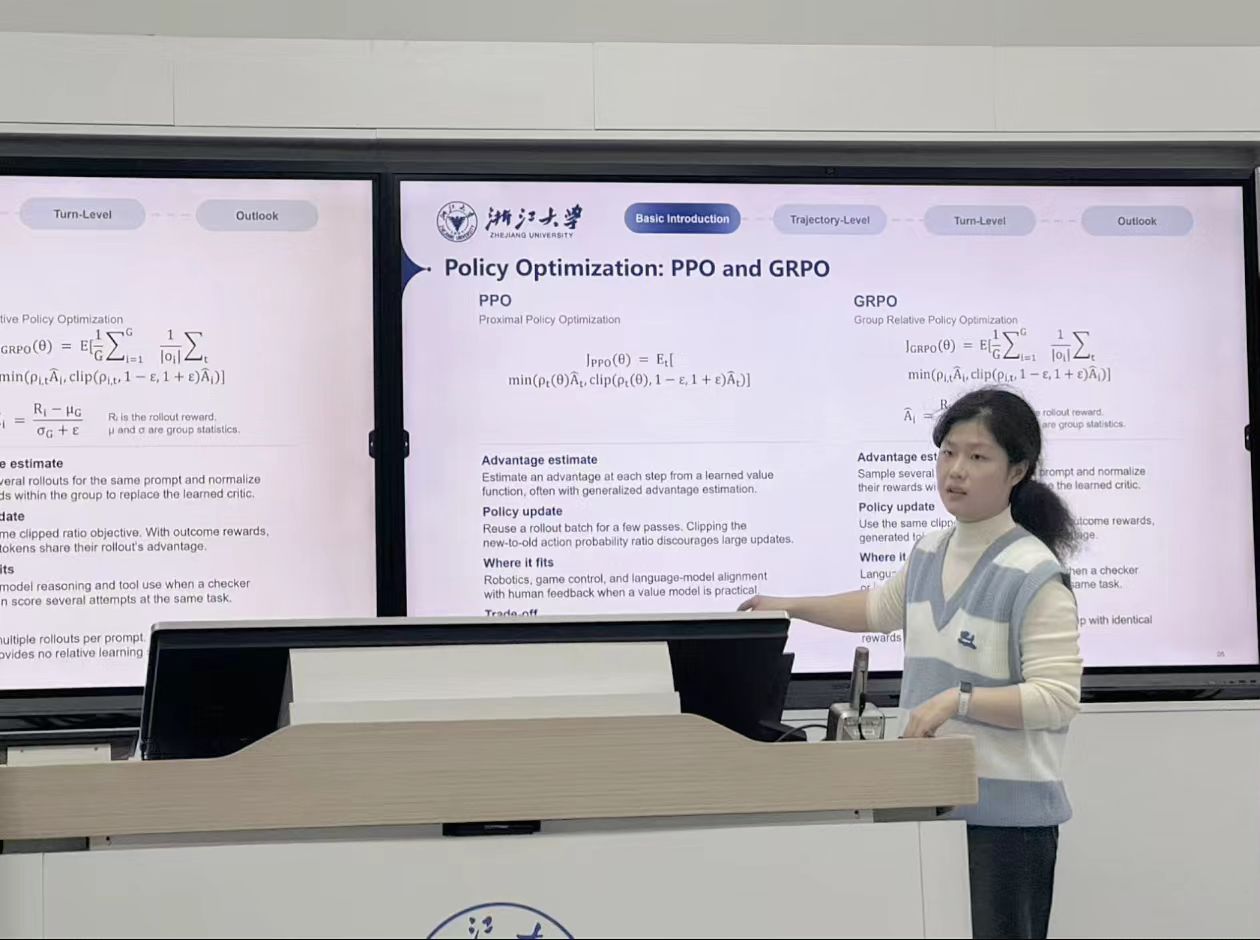 Turn-Level
Outlook
tive Policy Optimization
GRPO(θ) = E[1/G ∑ᴳᵢ₌₁ 1/|oᵢ| ∑ₜ
min(ρᵢ,ₜÂᵢ, clip(ρᵢ,ₜ, 1 − ε, 1 + ε)Âᵢ)]
i = (Rᵢ − μG)/(σG + ε)
Rᵢ is the rollout reward.
μ and σ are group statistics.
e estimate
veral rollouts for the same prompt and normalize
ds within the group to replace the learned critic.
date
me clipped ratio objective. With outcome rewards,
tokens share their rollout's advantage.
its
model reasoning and tool use when a checker
n score several attempts at the same task.
multiple rollouts per prompt.
ovides no relative learning
浙江大学
ZHEJIANG UNIVERSITY
Basic Introduction
Trajectory-Level
Turn-Level
Outlook
Policy Optimization: PPO and GRPO
PPO
Proximal Policy Optimization
JPPO(θ) = Eₜ[
min(ρₜ(θ)Âₜ, clip(ρₜ(θ), 1 − ε, 1 + ε)Âₜ)]
Advantage estimate
Estimate an advantage at each step from a learned value
function, often with generalized advantage estimation.
Policy update
Reuse a rollout batch for a few passes. Clipping the
new-to-old action probability ratio discourages large updates.
Where it fits
Robotics, game control, and language-model alignment
with human feedback when a value model is practical.
Trade-off
GRPO
Group Relative Policy Optimization
JGRPO(θ) = E[1/G ∑ᴳᵢ₌₁ 1/|oᵢ| ∑ₜ
min(ρᵢ,ₜÂᵢ, clip(ρᵢ,ₜ, 1 − ε, 1 + ε)Âᵢ)]
Âᵢ = R
rollout reward.
are group statistics.
Advantage est
Sample several prompt and normalize
their rewards wi the learned critic.
Policy update
Use the same clipp utcome rewards,
generated to
Where it
Langu hen a checker
same task.
p with identical
rewards
05
浙 大